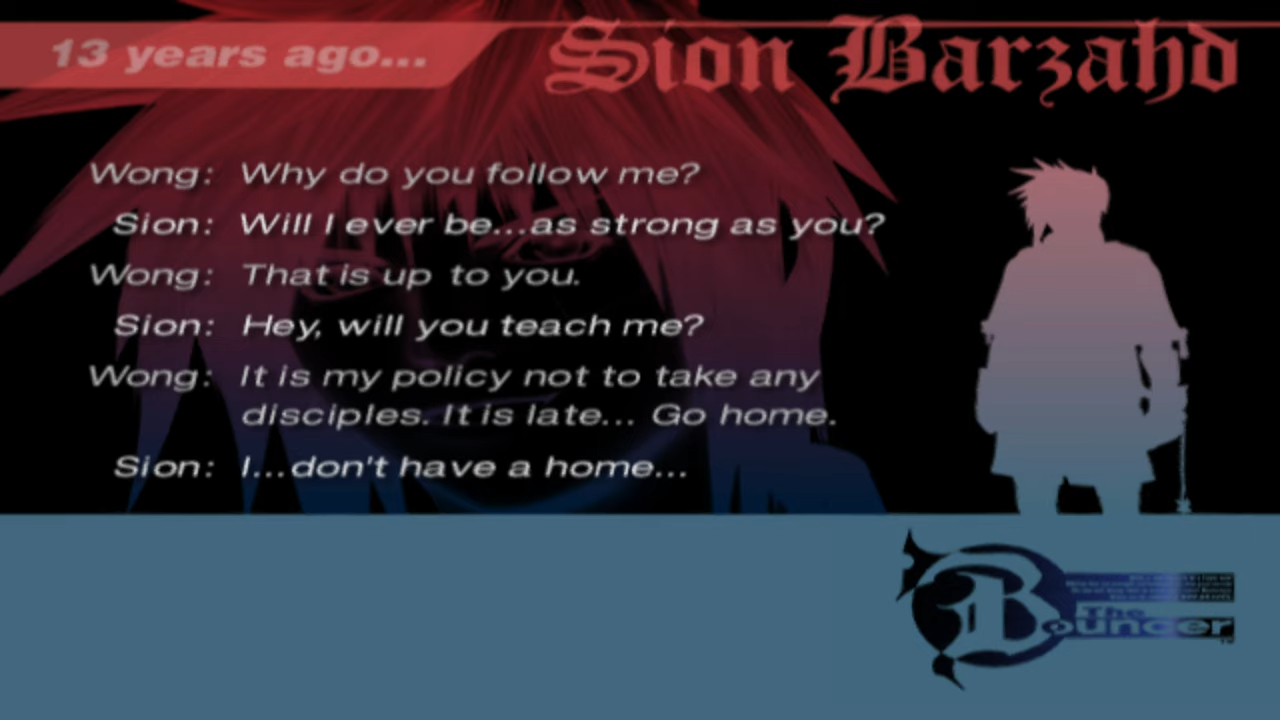 13 years ago...
Sion Barzahd
Wong: Why do you follow me?
Sion: Will I ever be...as strong as you?
Wong: That is up to you.
Sion: Hey, will you teach me?
Wong: It is my policy not to take any
disciples. It is late... Go home.
Sion: I...don't have a home...
The
Bouncer